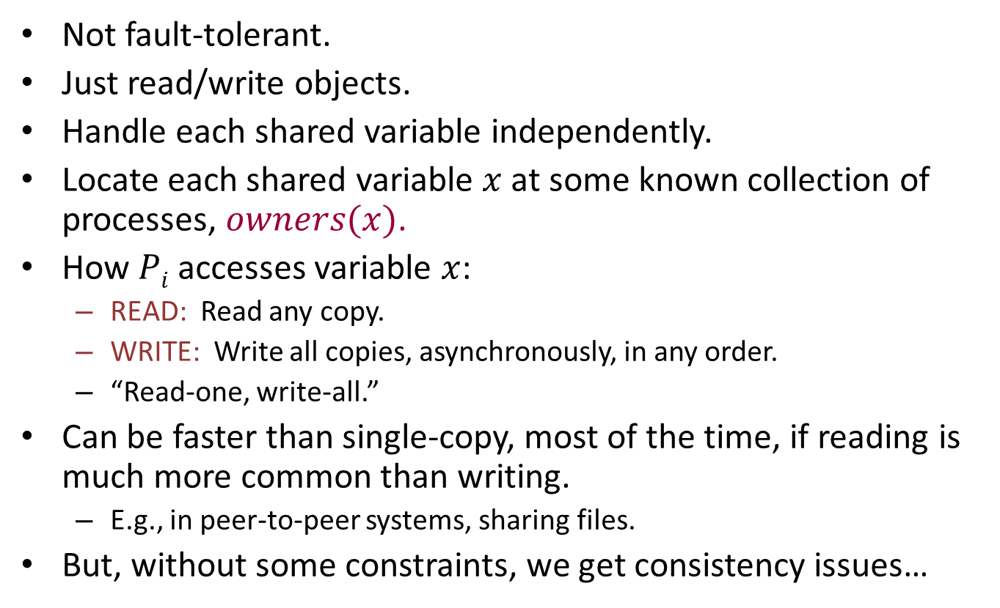 • Not fault-tolerant.
• Just read/write objects.
• Handle each shared variable independently.
• Locate each shared variable x at some known collection of
processes, owners(x).
• How Pᵢ accesses variable x:
– READ: Read any copy.
– WRITE: Write all copies, asynchronously, in any order.
– “Read-one, write-all.”
• Can be faster than single-copy, most of the time, if reading is
much more common than writing.
– E.g., in peer-to-peer systems, sharing files.
• But, without some constraints, we get consistency issues…